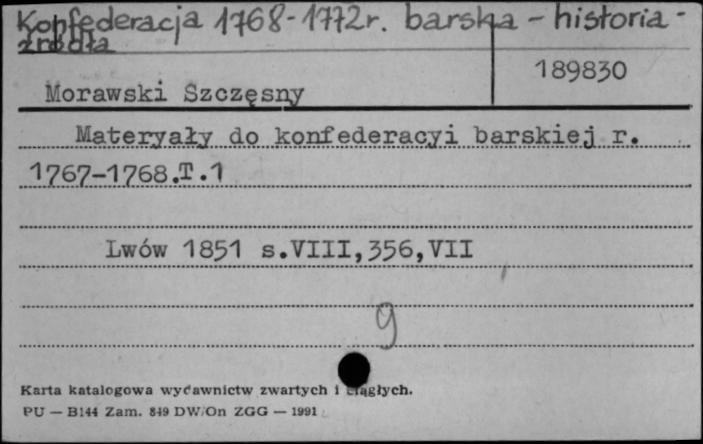 Konfederacja 1768-1772r. barska - historia -
źródła
189830
Morawski Szczęsny
Materyały do konfederacyi barskiej r.
1767-1768.T.1
Lwów 1851 s.VIII,356,VII
9
Karta katalogowa wydawnictw zwartych i ciągłych.
PU — B144 Zam. 849 DW/On ZGG — 1991